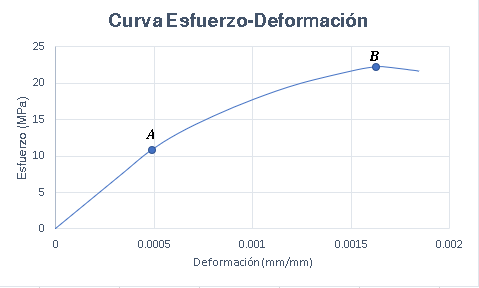 Curva Esfuerzo-Deformación
25
20
15
10
5
0
Esfuerzo (MPa)
A
B
0 0.0005 0.001 0.0015 0.002
Deformación(mm/mm)